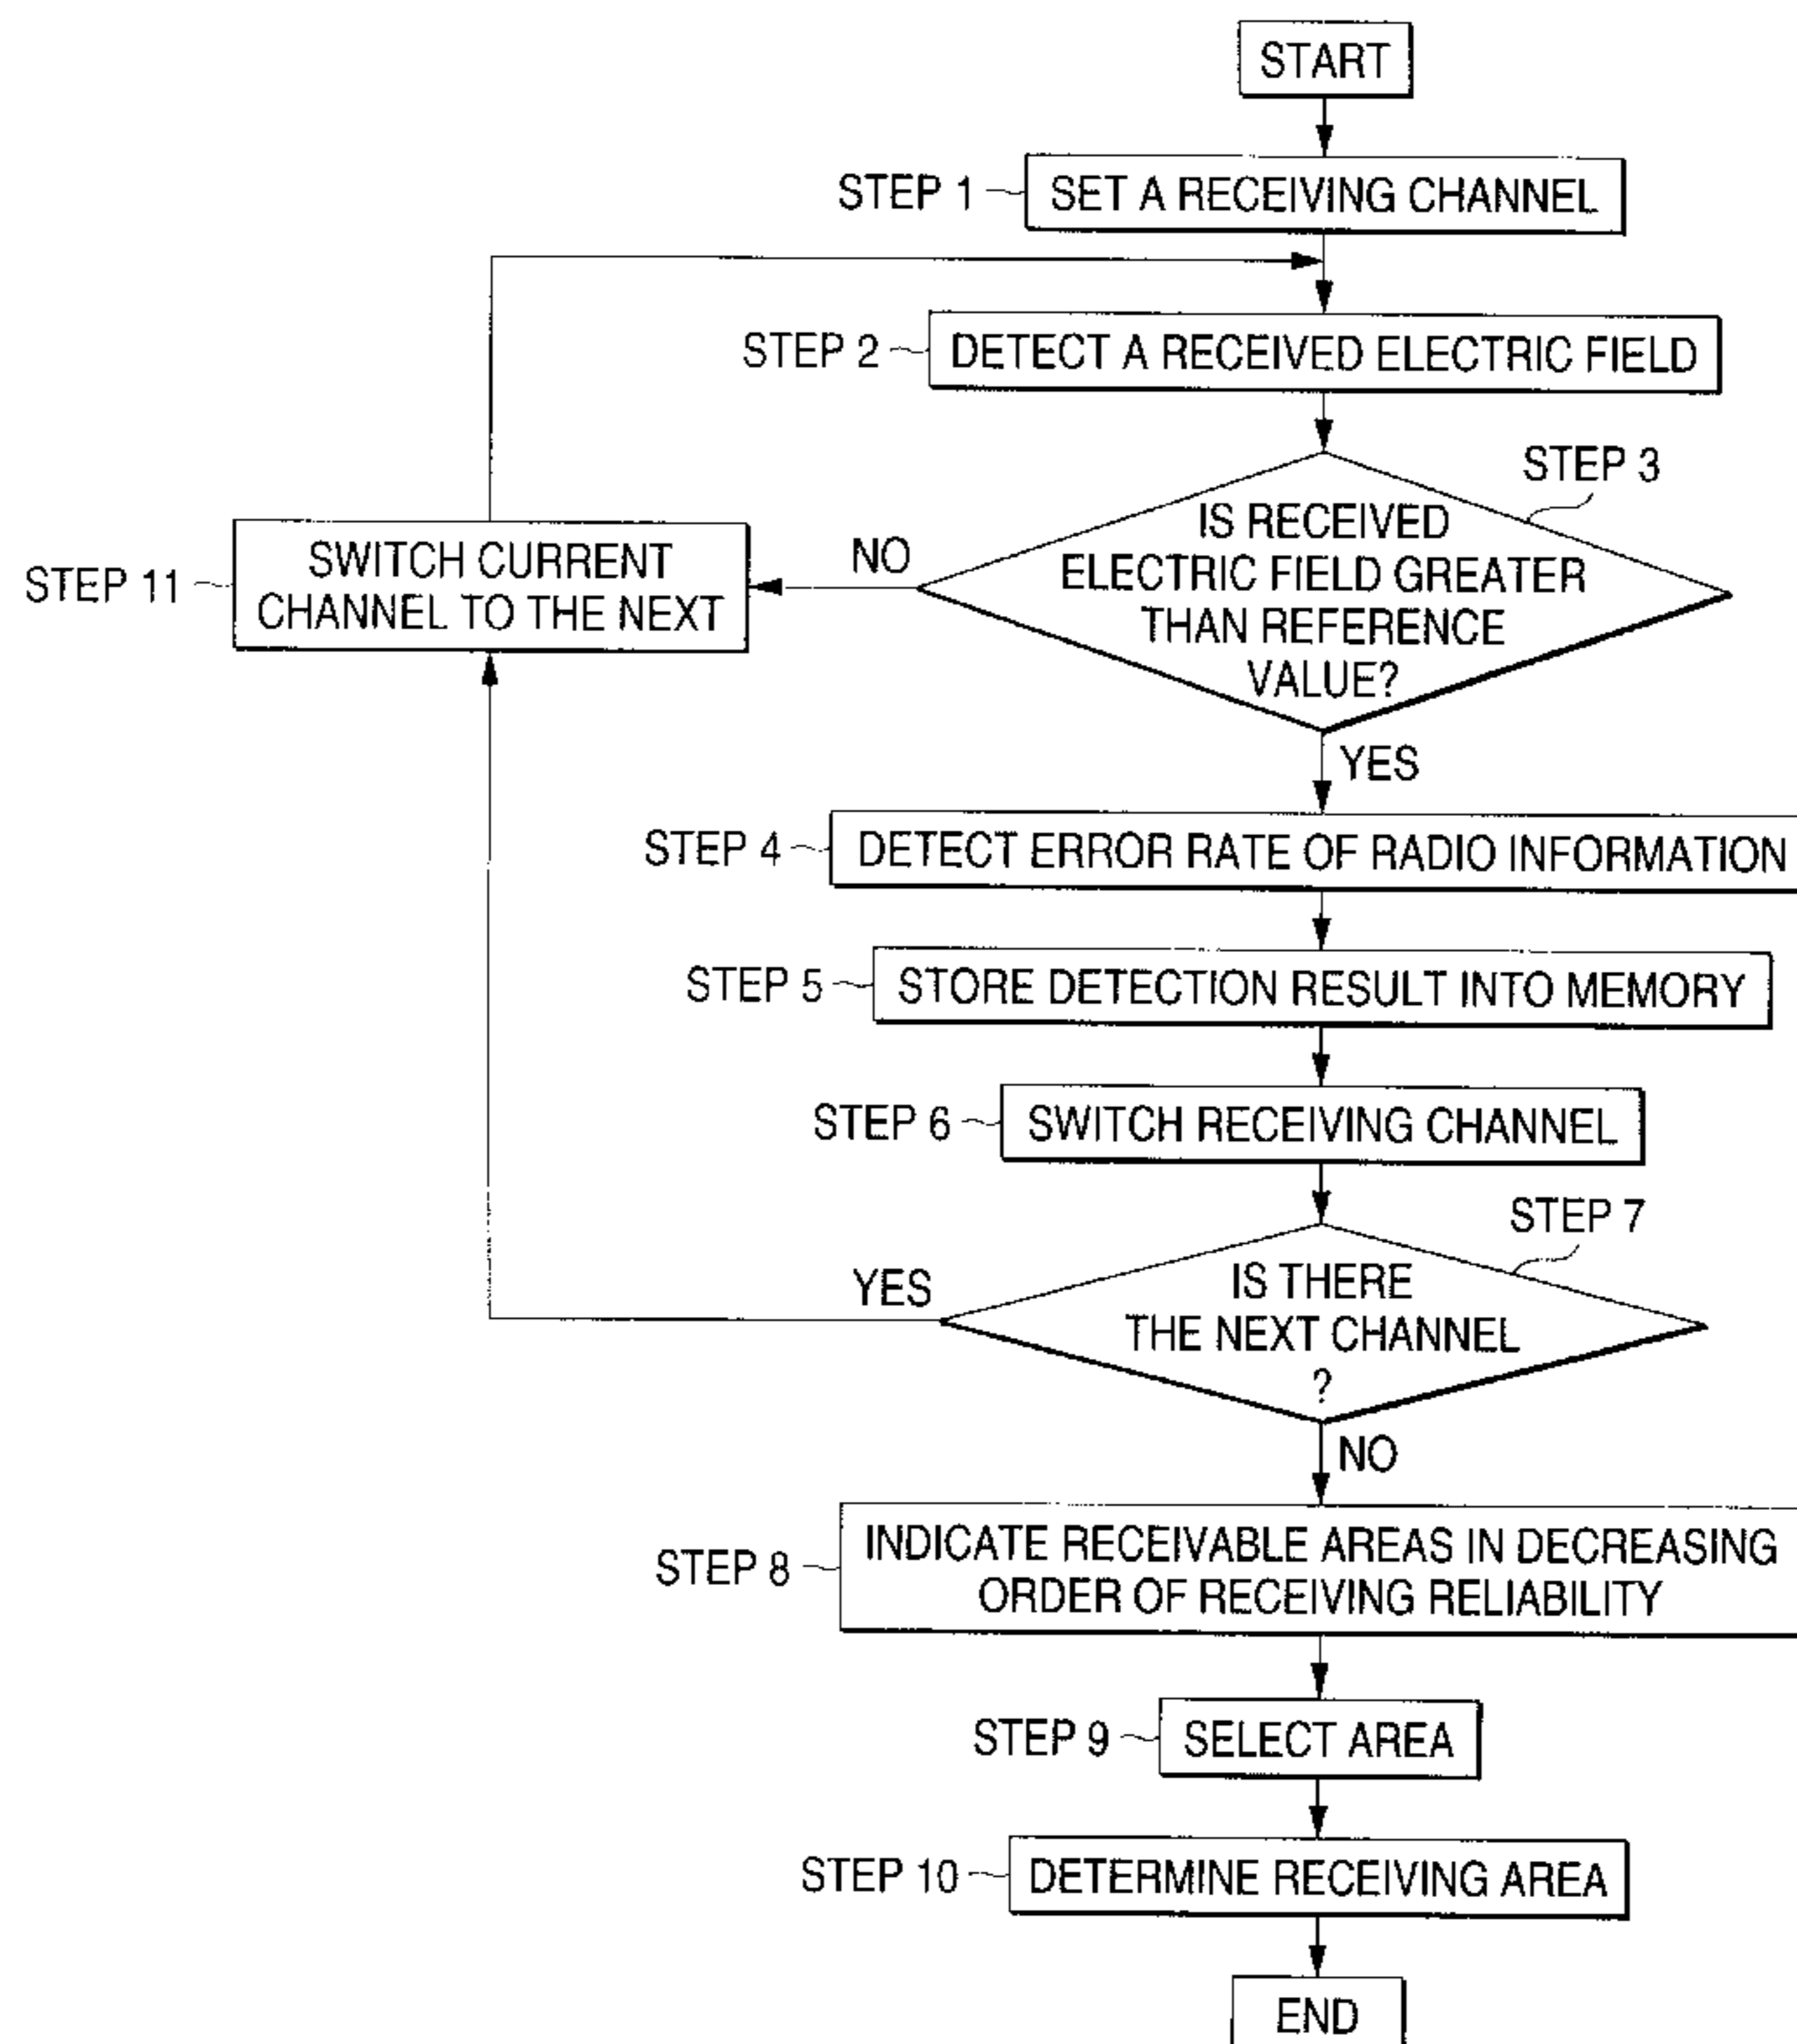 START
STEP 1
SET A RECEIVING CHANNEL
STEP 2
DETECT A RECEIVED ELECTRIC FIELD
STEP 3
IS RECEIVED
ELECTRIC FIELD GREATER
THAN REFERENCE
VALUE?
NO
SWITCH CURRENT
CHANNEL TO THE NEXT
STEP 11
YES
STEP 4
DETECT ERROR RATE OF RADIO INFORMATION
STEP 5
STORE DETECTION RESULT INTO MEMORY
STEP 6
SWITCH RECEIVING CHANNEL
STEP 7
YES
IS THERE
THE NEXT CHANNEL
?
NO
STEP 8
INDICATE RECEIVABLE AREAS IN DECREASING
ORDER OF RECEIVING RELIABILITY
STEP 9
SELECT AREA
STEP 10
DETERMINE RECEIVING AREA
END